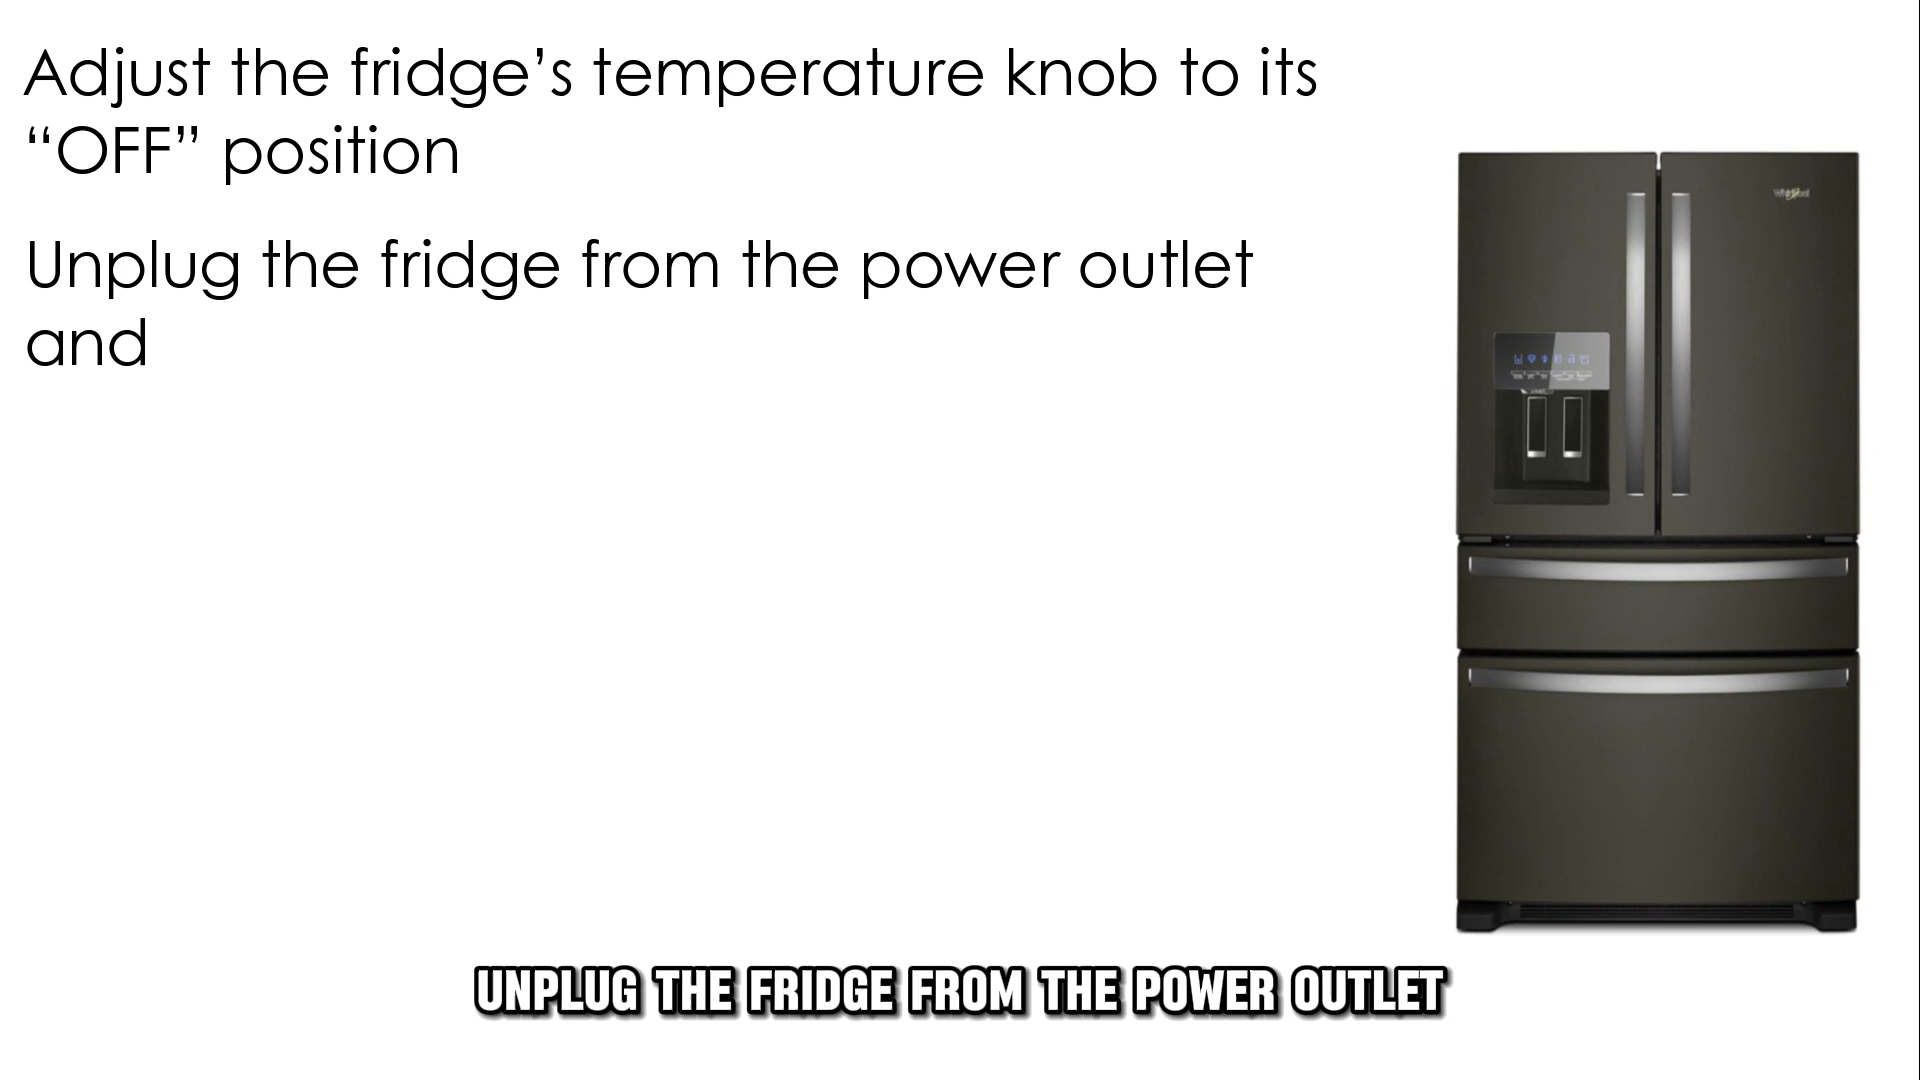 Adjust the fridge’s temperature knob to its
“OFF” position
Unplug the fridge from the power outlet
and
Whirlpool
UNPLUG THE FRIDGE FROM THE POWER OUTLET